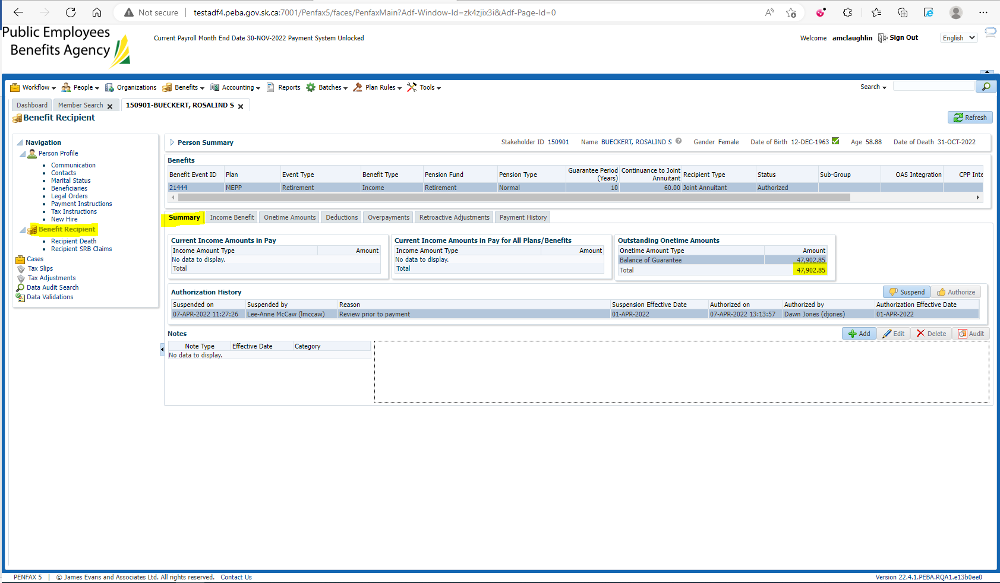 Not secure testadf4.peba.gov.sk.ca:7001/Penfax5/faces/PenfaxMain?Adf-Window-Id=zk4zjix3i&Adf-Page-Id=0
Public Employees
Benefits Agency
Current Payroll Month End Date 30-NOV-2022 Payment System Unlocked
Welcome amclaughlin Sign Out English
Workflow People Organizations Benefits Accounting Reports Batches Plan Rules Tools Search
Dashboard Member Search 150901-BUECKERT, ROSALIND S
Benefit Recipient
Refresh
Navigation
Person Profile
Communication
Contacts
Marital Status
Beneficiaries
Legal Orders
Payment Instructions
Tax Instructions
New Hire
Benefit Recipient
Recipient Death
Recipient SRB Claims
Cases
Tax Slips
Tax Adjustments
Data Audit Search
Data Validations
Person Summary Stakeholder ID 150901 Name BUECKERT, ROSALIND S Gender Female Date of Birth 12-DEC-1963 Age 58.88 Date of Death 31-OCT-2022
Benefits
Benefit Event ID Plan Event Type Benefit Type Pension Fund Pension Type Guarantee Period (Years) Continuance to Joint Annuitant Recipient Type Status Sub-Group OAS Integration CPP Inte
21444 MEPP Retirement Income Retirement Normal 10 60.00 Joint Annuitant Authorized
Summary Income Benefit Onetime Amounts Deductions Overpayments Retroactive Adjustments Payment History
Current Income Amounts in Pay
Income Amount Type Amount
No data to display.
Total
Current Income Amounts in Pay for All Plans/Benefits
Income Amount Type Amount
No data to display.
Total
Outstanding Onetime Amounts
Onetime Amount Type Amount
Balance of Guarantee 47,902.85
Total 47,902.85
Authorization History Suspend Authorize
Suspended on Suspended by Reason Suspension Effective Date Authorized on Authorized by Authorization Effective Date
07-APR-2022 11:27:26 Lee-Anne McCaw (lmccaw) Review prior to payment 01-APR-2022 07-APR-2022 13:13:57 Dawn Jones (djones) 01-APR-2022
Notes Add Edit Delete Audit
Note Type Effective Date Category
No data to display.
PENFAX 5 | © James Evans and Associates Ltd. All rights reserved. Contact Us
Version 22.4.1.PEBA.RQA1.e13b0ee0